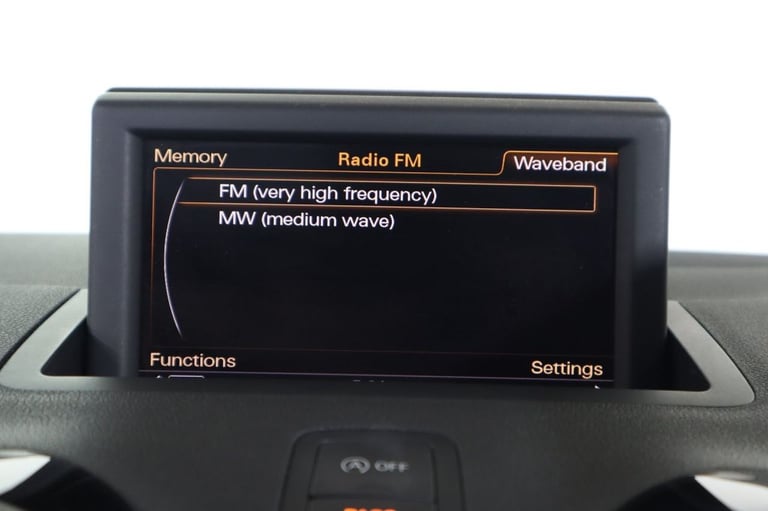 Memory Radio FM Waveband
FM (very high frequency)
MW (medium wave)
Functions Settings
OFF